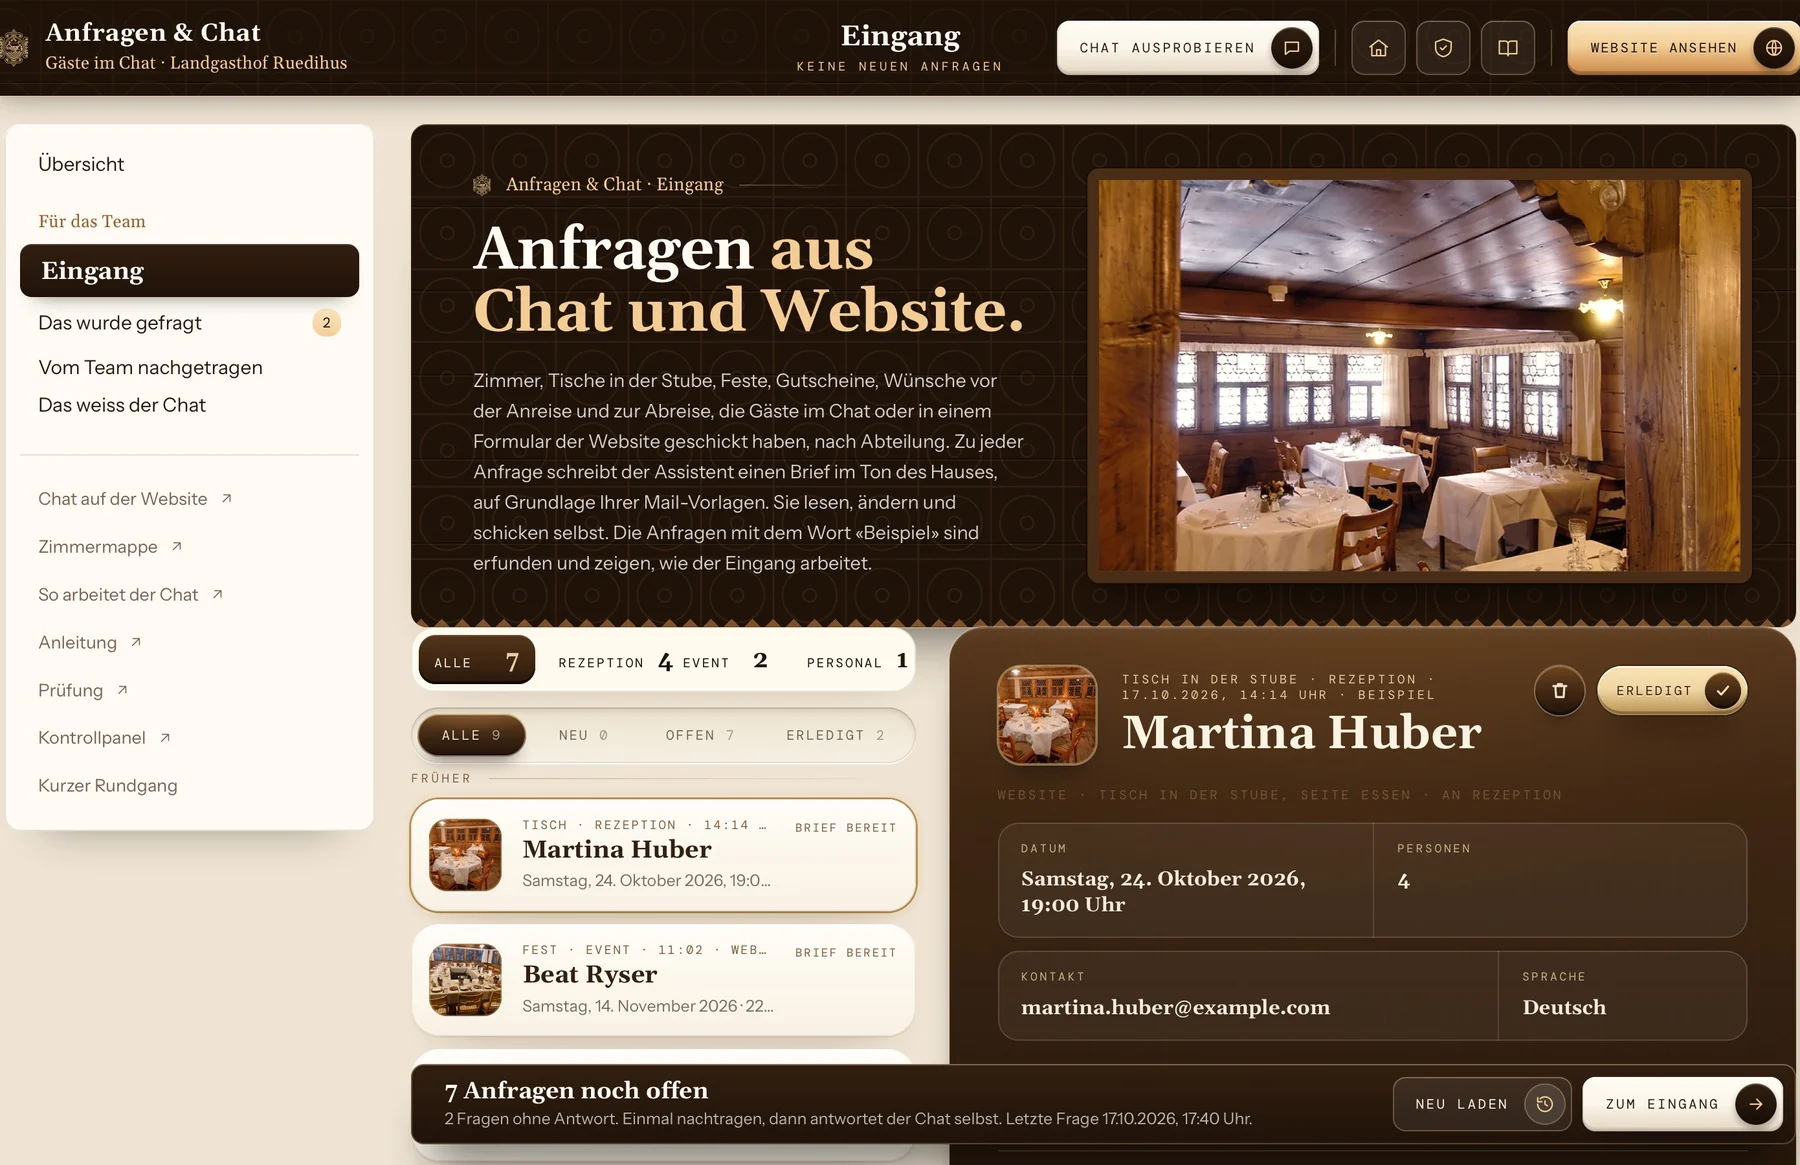 Anfragen & Chat
Gäste im Chat · Landgasthof Ruedihus
Eingang
KEINE NEUEN ANFRAGEN
CHAT AUSPROBIEREN
WEBSITE ANSEHEN
Übersicht
Für das Team
Eingang
Das wurde gefragt 2
Vom Team nachgetragen
Das weiss der Chat
Chat auf der Website ↗
Zimmermappe ↗
So arbeitet der Chat ↗
Anleitung ↗
Prüfung ↗
Kontrollpanel ↗
Kurzer Rundgang
Anfragen & Chat · Eingang
Anfragen aus
Chat und Website.
Zimmer, Tische in der Stube, Feste, Gutscheine, Wünsche vor
der Anreise und zur Abreise, die Gäste im Chat oder in einem
Formular der Website geschickt haben, nach Abteilung. Zu jeder
Anfrage schreibt der Assistent einen Brief im Ton des Hauses,
auf Grundlage Ihrer Mail-Vorlagen. Sie lesen, ändern und
schicken selbst. Die Anfragen mit dem Wort «Beispiel» sind
erfunden und zeigen, wie der Eingang arbeitet.
ALLE 7 REZEPTION 4 EVENT 2 PERSONAL 1
ALLE 9 NEU 0 OFFEN 7 ERLEDIGT 2
FRÜHER
TISCH · REZEPTION · 14:14 … BRIEF BEREIT
Martina Huber
Samstag, 24. Oktober 2026, 19:0…
FEST · EVENT · 11:02 · WEB… BRIEF BEREIT
Beat Ryser
Samstag, 14. November 2026 · 22…
TISCH IN DER STUBE · REZEPTION ·
17.10.2026, 14:14 UHR · BEISPIEL
Martina Huber
ERLEDIGT
WEBSITE · TISCH IN DER STUBE, SEITE ESSEN · AN REZEPTION
DATUM
Samstag, 24. Oktober 2026,
19:00 Uhr
PERSONEN
4
KONTAKT
martina.huber@example.com
SPRACHE
Deutsch
7 Anfragen noch offen
2 Fragen ohne Antwort. Einmal nachtragen, dann antwortet der Chat selbst. Letzte Frage 17.10.2026, 17:40 Uhr.
NEU LADEN
ZUM EINGANG